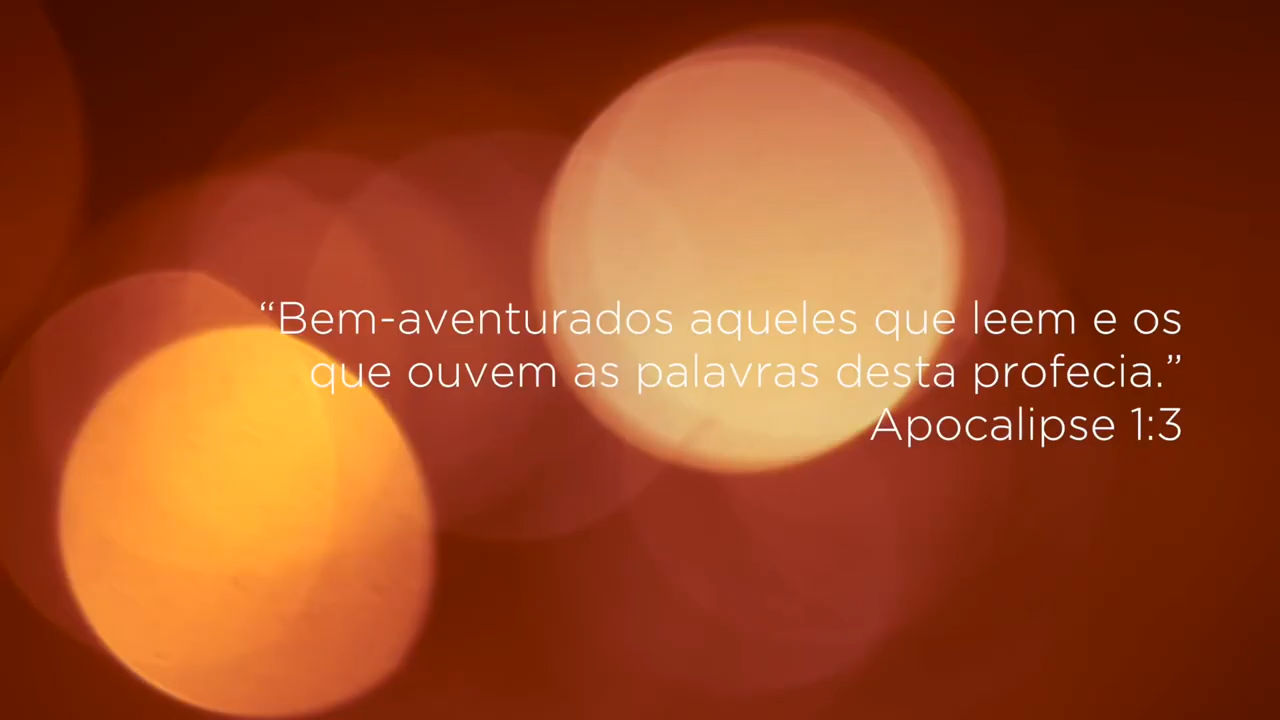 “Bem-aventurados aqueles que leem e os
que ouvem as palavras desta profecia.”
Apocalipse 1:3